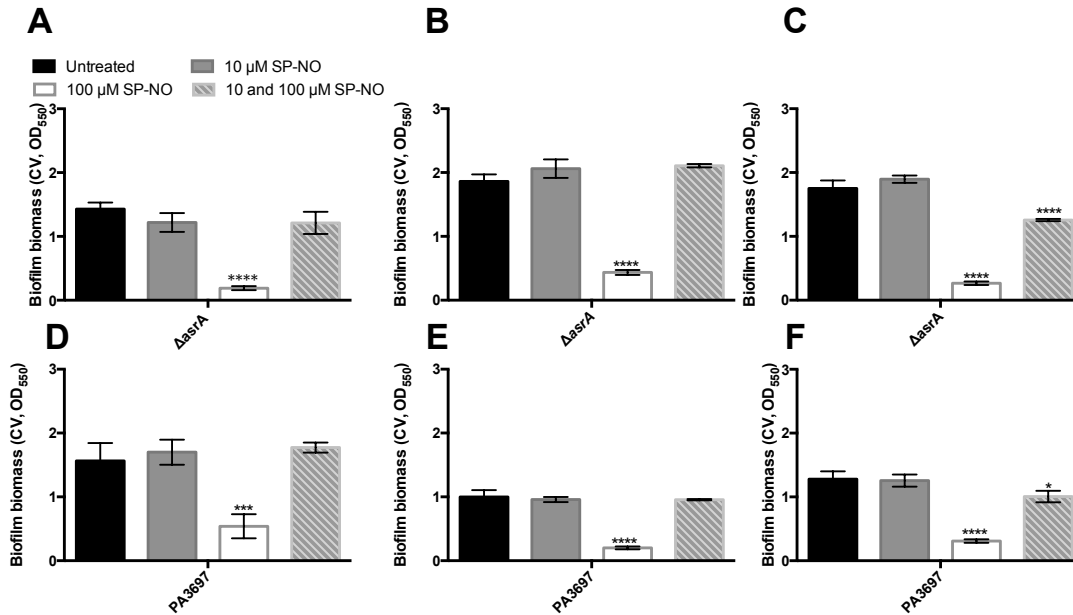 A
B
C
Untreated
10 µM SP-NO
100 µM SP-NO
10 and 100 µM SP-NO
Biofilm biomass (CV, OD550)
3
2
1
0
****
ΔasrA
Biofilm biomass (CV, OD550)
3
2
1
0
****
ΔasrA
Biofilm biomass (CV, OD550)
3
2
1
0
****
****
ΔasrA
D
E
F
Biofilm biomass (CV, OD550)
3
2
1
0
***
PA3697
Biofilm biomass (CV, OD550)
3
2
1
0
****
PA3697
Biofilm biomass (CV, OD550)
3
2
1
0
****
*
PA3697